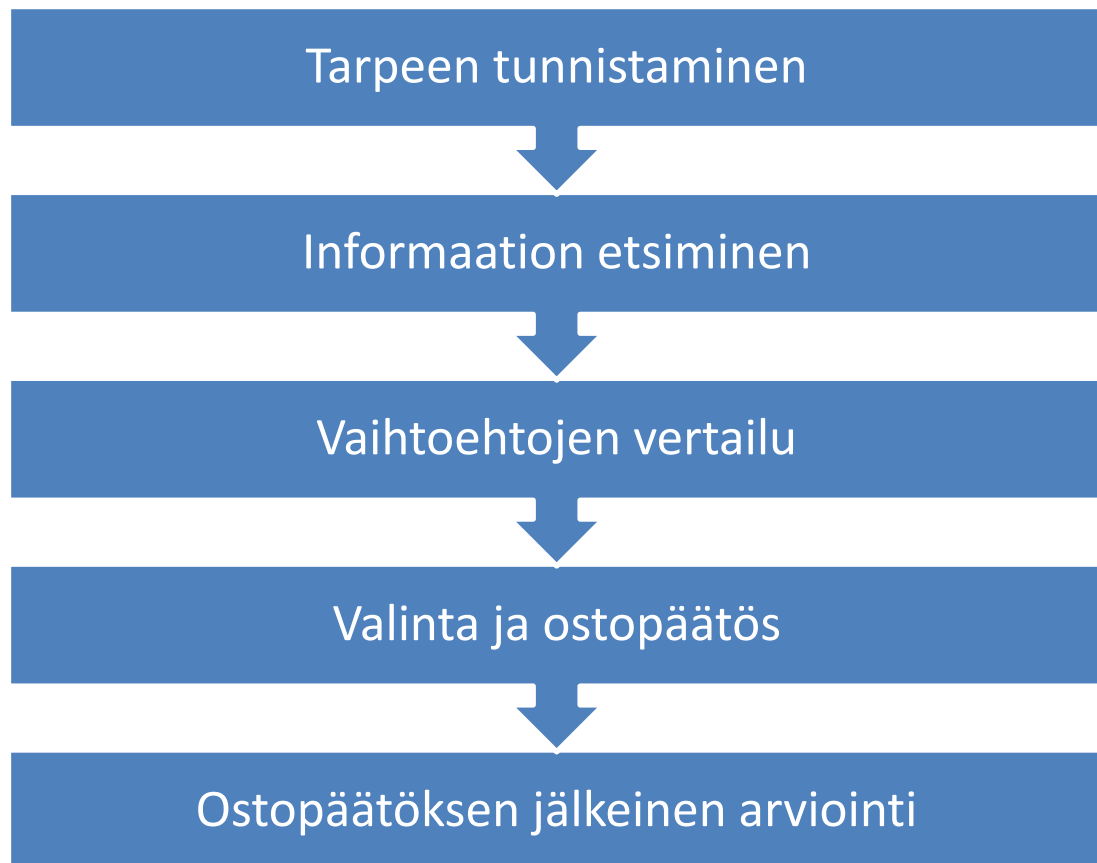 Tarpeen tunnistaminen
Informaation etsiminen
Vaihtoehtojen vertailu
Valinta ja ostopäätös
Ostopäätöksen jälkeinen arviointi